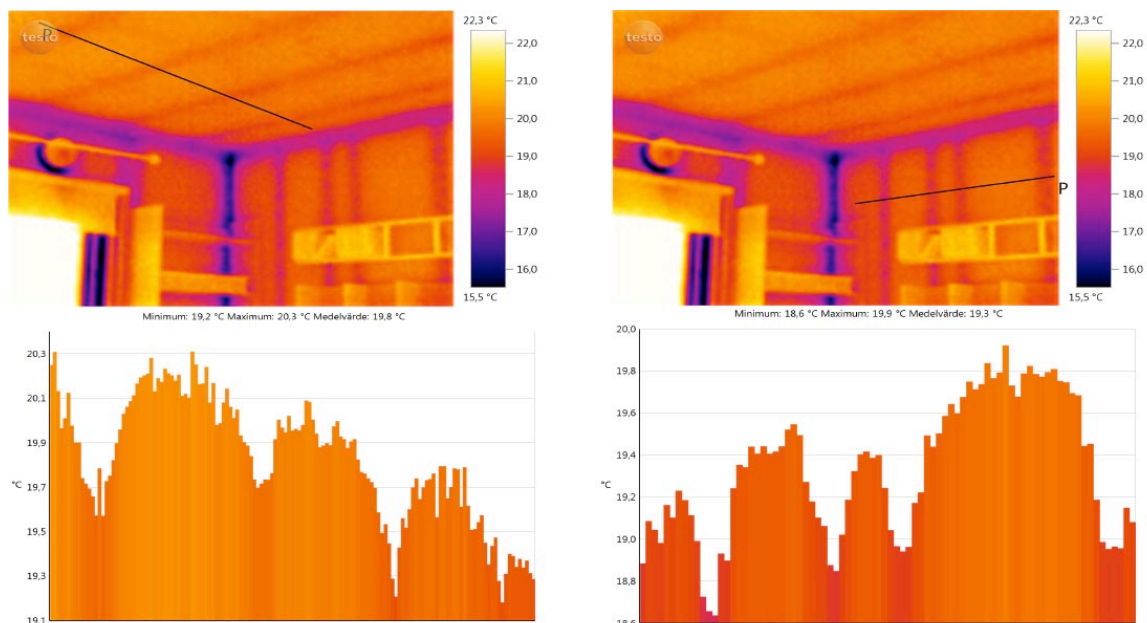 testo
P
22,3 °C
22,0
21,0
20,0
19,0
18,0
17,0
16,0
15,5 °C
Minimum: 19,2 °C Maximum: 20,3 °C Medelvärde: 19,8 °C
20,3
20,1
19,9
19,7
°C
19,5
19,3
19,1
testo
P
22,3 °C
22,0
21,0
20,0
19,0
18,0
17,0
16,0
15,5 °C
Minimum: 18,6 °C Maximum: 19,9 °C Medelvärde: 19,3 °C
20,0
19,8
19,6
19,4
°C
19,2
19,0
18,8
18,6